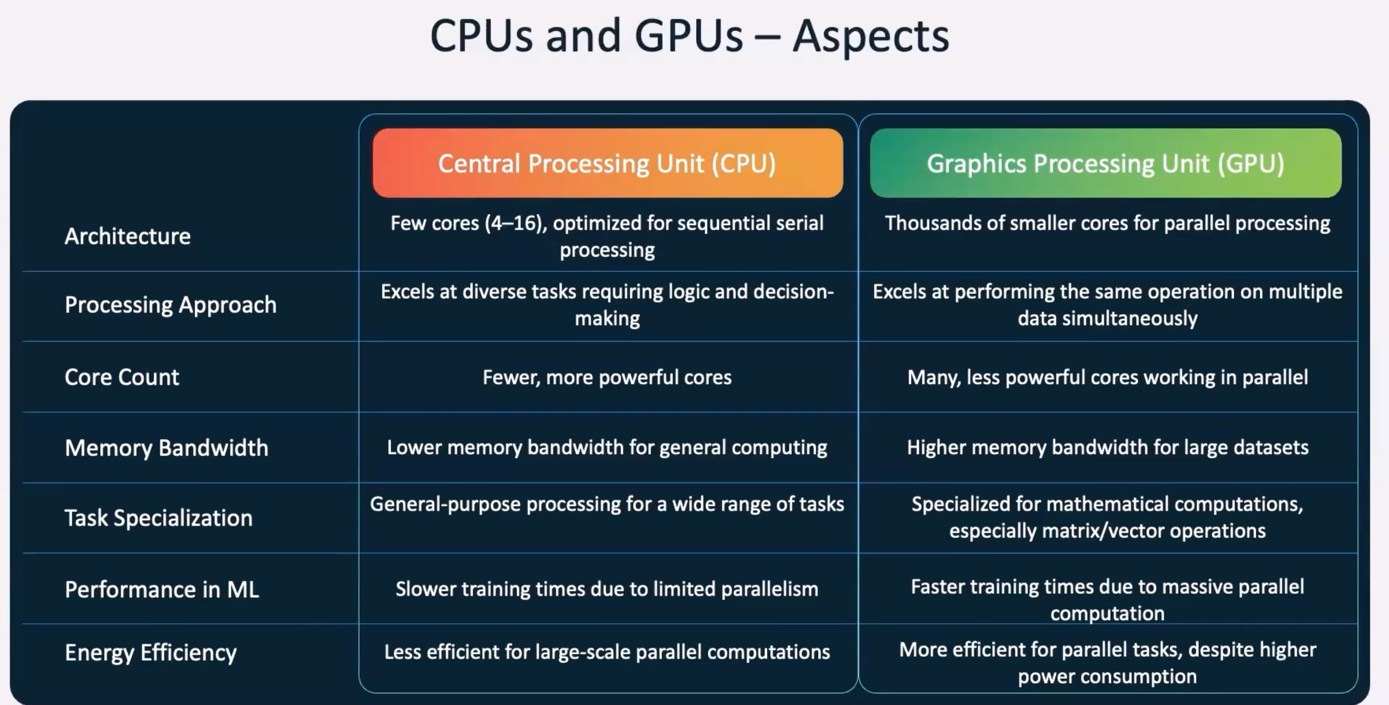 CPUs and GPUs – Aspects
Central Processing Unit (CPU)
Graphics Processing Unit (GPU)
Architecture
Few cores (4–16), optimized for sequential serial
processing
Thousands of smaller cores for parallel processing
Processing Approach
Excels at diverse tasks requiring logic and decision-
making
Excels at performing the same operation on multiple
data simultaneously
Core Count
Fewer, more powerful cores
Many, less powerful cores working in parallel
Memory Bandwidth
Lower memory bandwidth for general computing
Higher memory bandwidth for large datasets
Task Specialization
General-purpose processing for a wide range of tasks
Specialized for mathematical computations,
especially matrix/vector operations
Performance in ML
Slower training times due to limited parallelism
Faster training times due to massive parallel
computation
Energy Efficiency
Less efficient for large-scale parallel computations
More efficient for parallel tasks, despite higher
power consumption